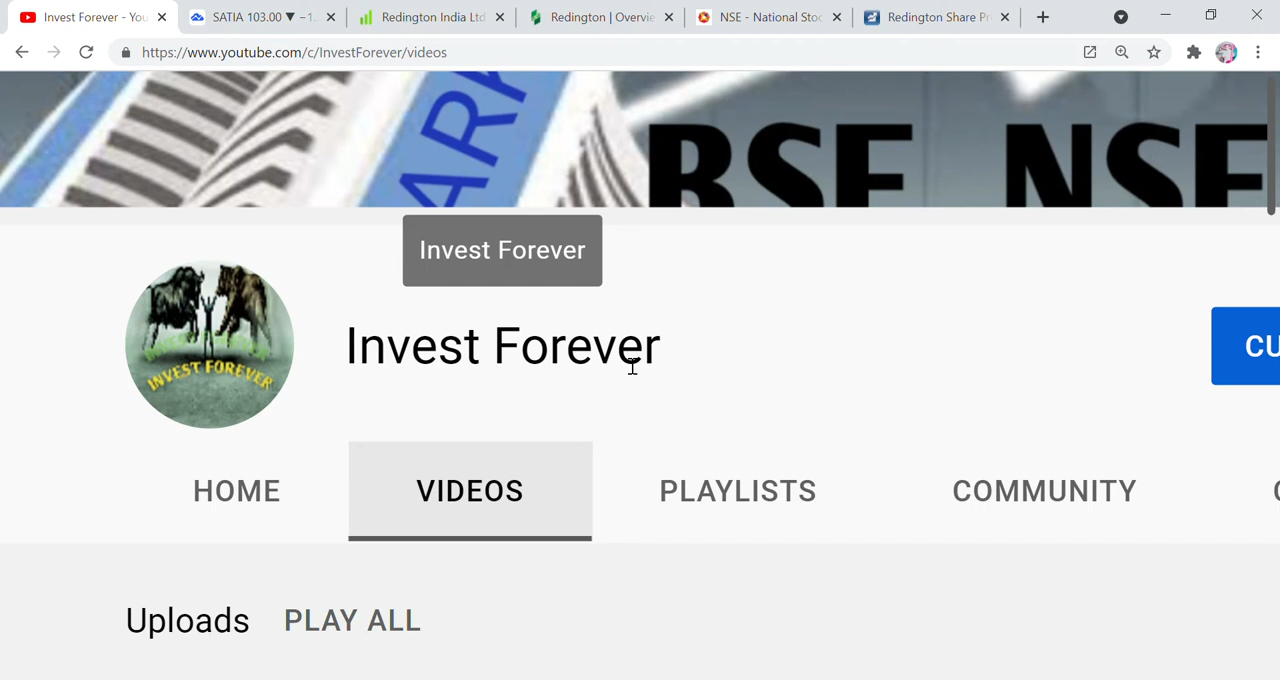 Invest Forever - You
SATIA 103.00 ▼ −1.
Redington India Ltd
Redington | Overvie
NSE - National Stoc
Redington Share Pr
https://www.youtube.com/c/InvestForever/videos
ARK
BSE NSE
Invest Forever
INVEST FOREVER
Invest Forever
CU
HOME
VIDEOS
PLAYLISTS
COMMUNITY
Uploads
PLAY ALL